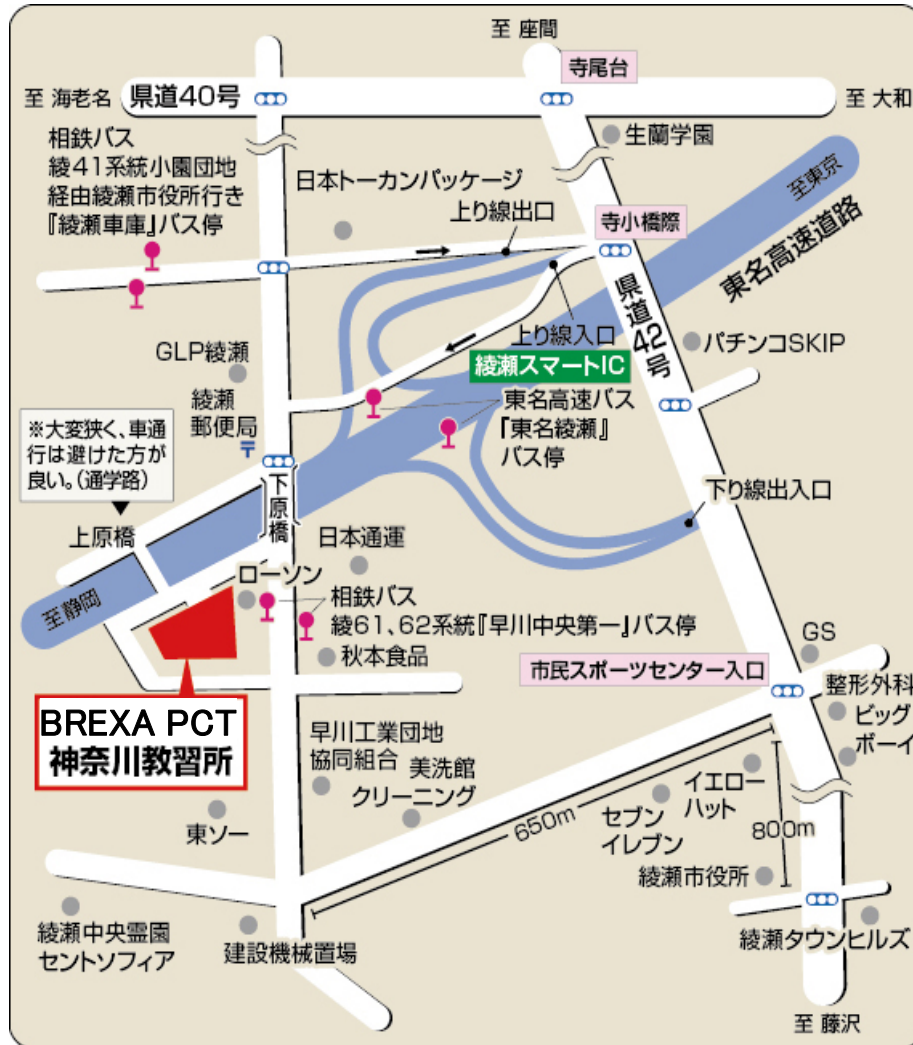 至 座間
寺尾台
至 海老名
県道40号
至 大和
相鉄バス
綾41系統小園団地
経由綾瀬市役所行き
『綾瀬車庫』バス停
生蘭学園
日本トーカンパッケージ
上り線出口
至東京
寺小橋際
東名高速道路
県道42号
上り線入口
綾瀬スマートIC
パチンコSKIP
GLP綾瀬
綾瀬
郵便局
〒
東名高速バス
『東名綾瀬』
バス停
※大変狭く、車通
行は避けた方が
良い。(通学路)
下原橋
下り線出入口
上原橋
日本通運
至静岡
ローソン
相鉄バス
綾61、62系統『早川中央第一』バス停
秋本食品
GS
市民スポーツセンター入口
整形外科
BREXA PCT
神奈川教習所
ビッグ
ボーイ
早川工業団地
協同組合
美洗館
クリーニング
イエロー
ハット
セブン
イレブン
650m
800m
東ソー
綾瀬市役所
綾瀬中央霊園
セントソフィア
建設機械置場
綾瀬タウンヒルズ
至 藤沢